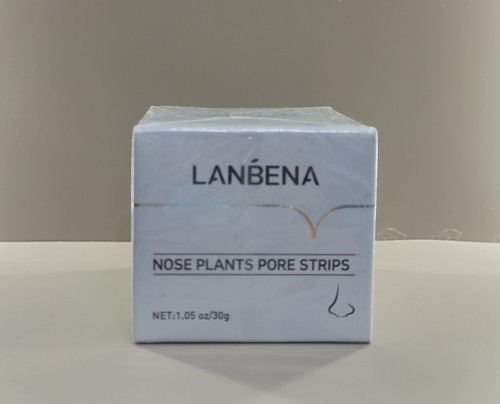 LANBENA
NOSE PLANTS PORE STRIPS
NET:1.05 oz/30g